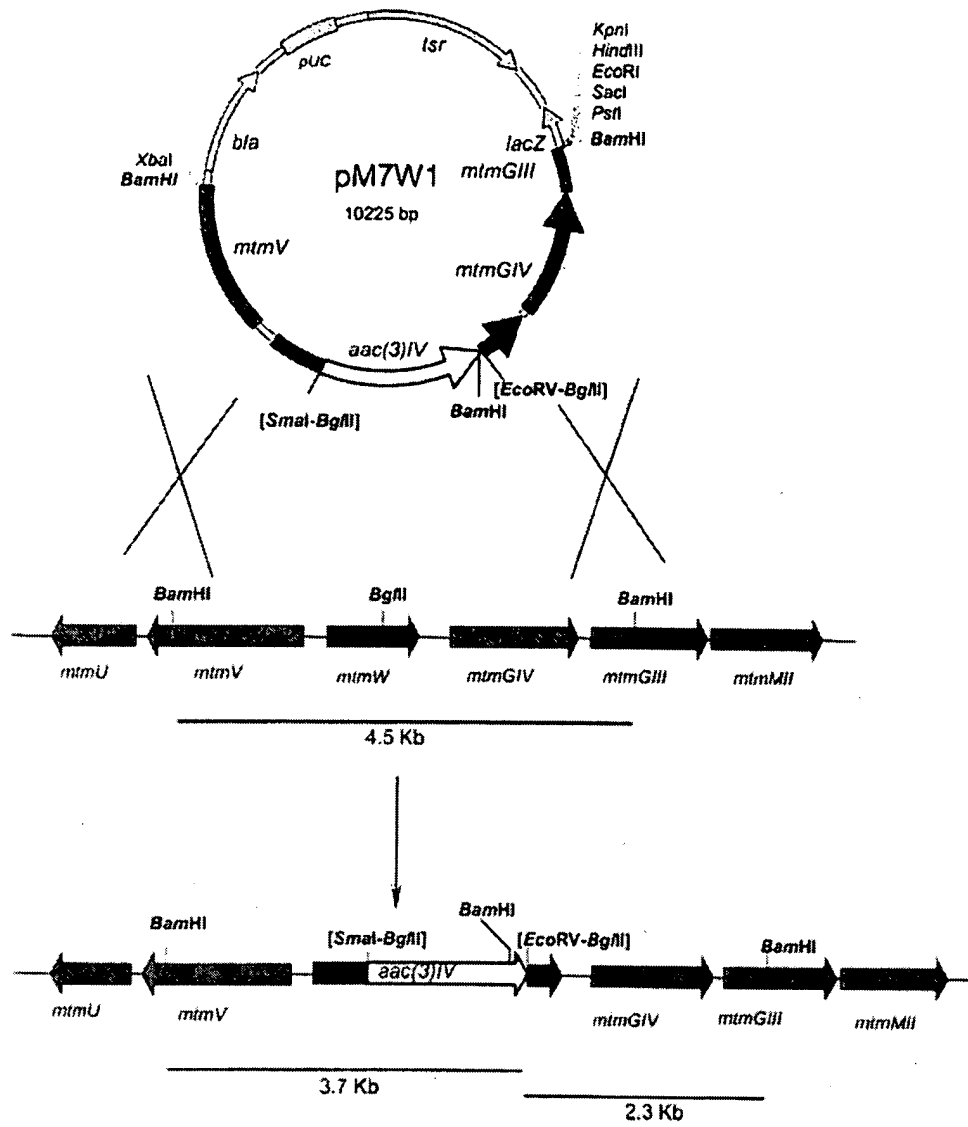 KpnI
HindIII
EcoRI
SacI
PstI
BamHI
tsr
pUC
bla
lacZ
XbaI
BamHI
pM7W1
10225 bp
mtmGIII
mtmV
mtmGIV
aac(3)IV
[SmaI-BglII]
BamHI
[EcoRV-BglII]
BamHI
BglII
BamHI
mtmU
mtmV
mtmW
mtmGIV
mtmGIII
mtmMII
4.5 Kb
BamHI
[SmaI-BglII]
BamHI
[EcoRV-BglII]
BamHI
aac(3)IV
mtmU
mtmV
mtmGIV
mtmGIII
mtmMII
3.7 Kb
2.3 Kb